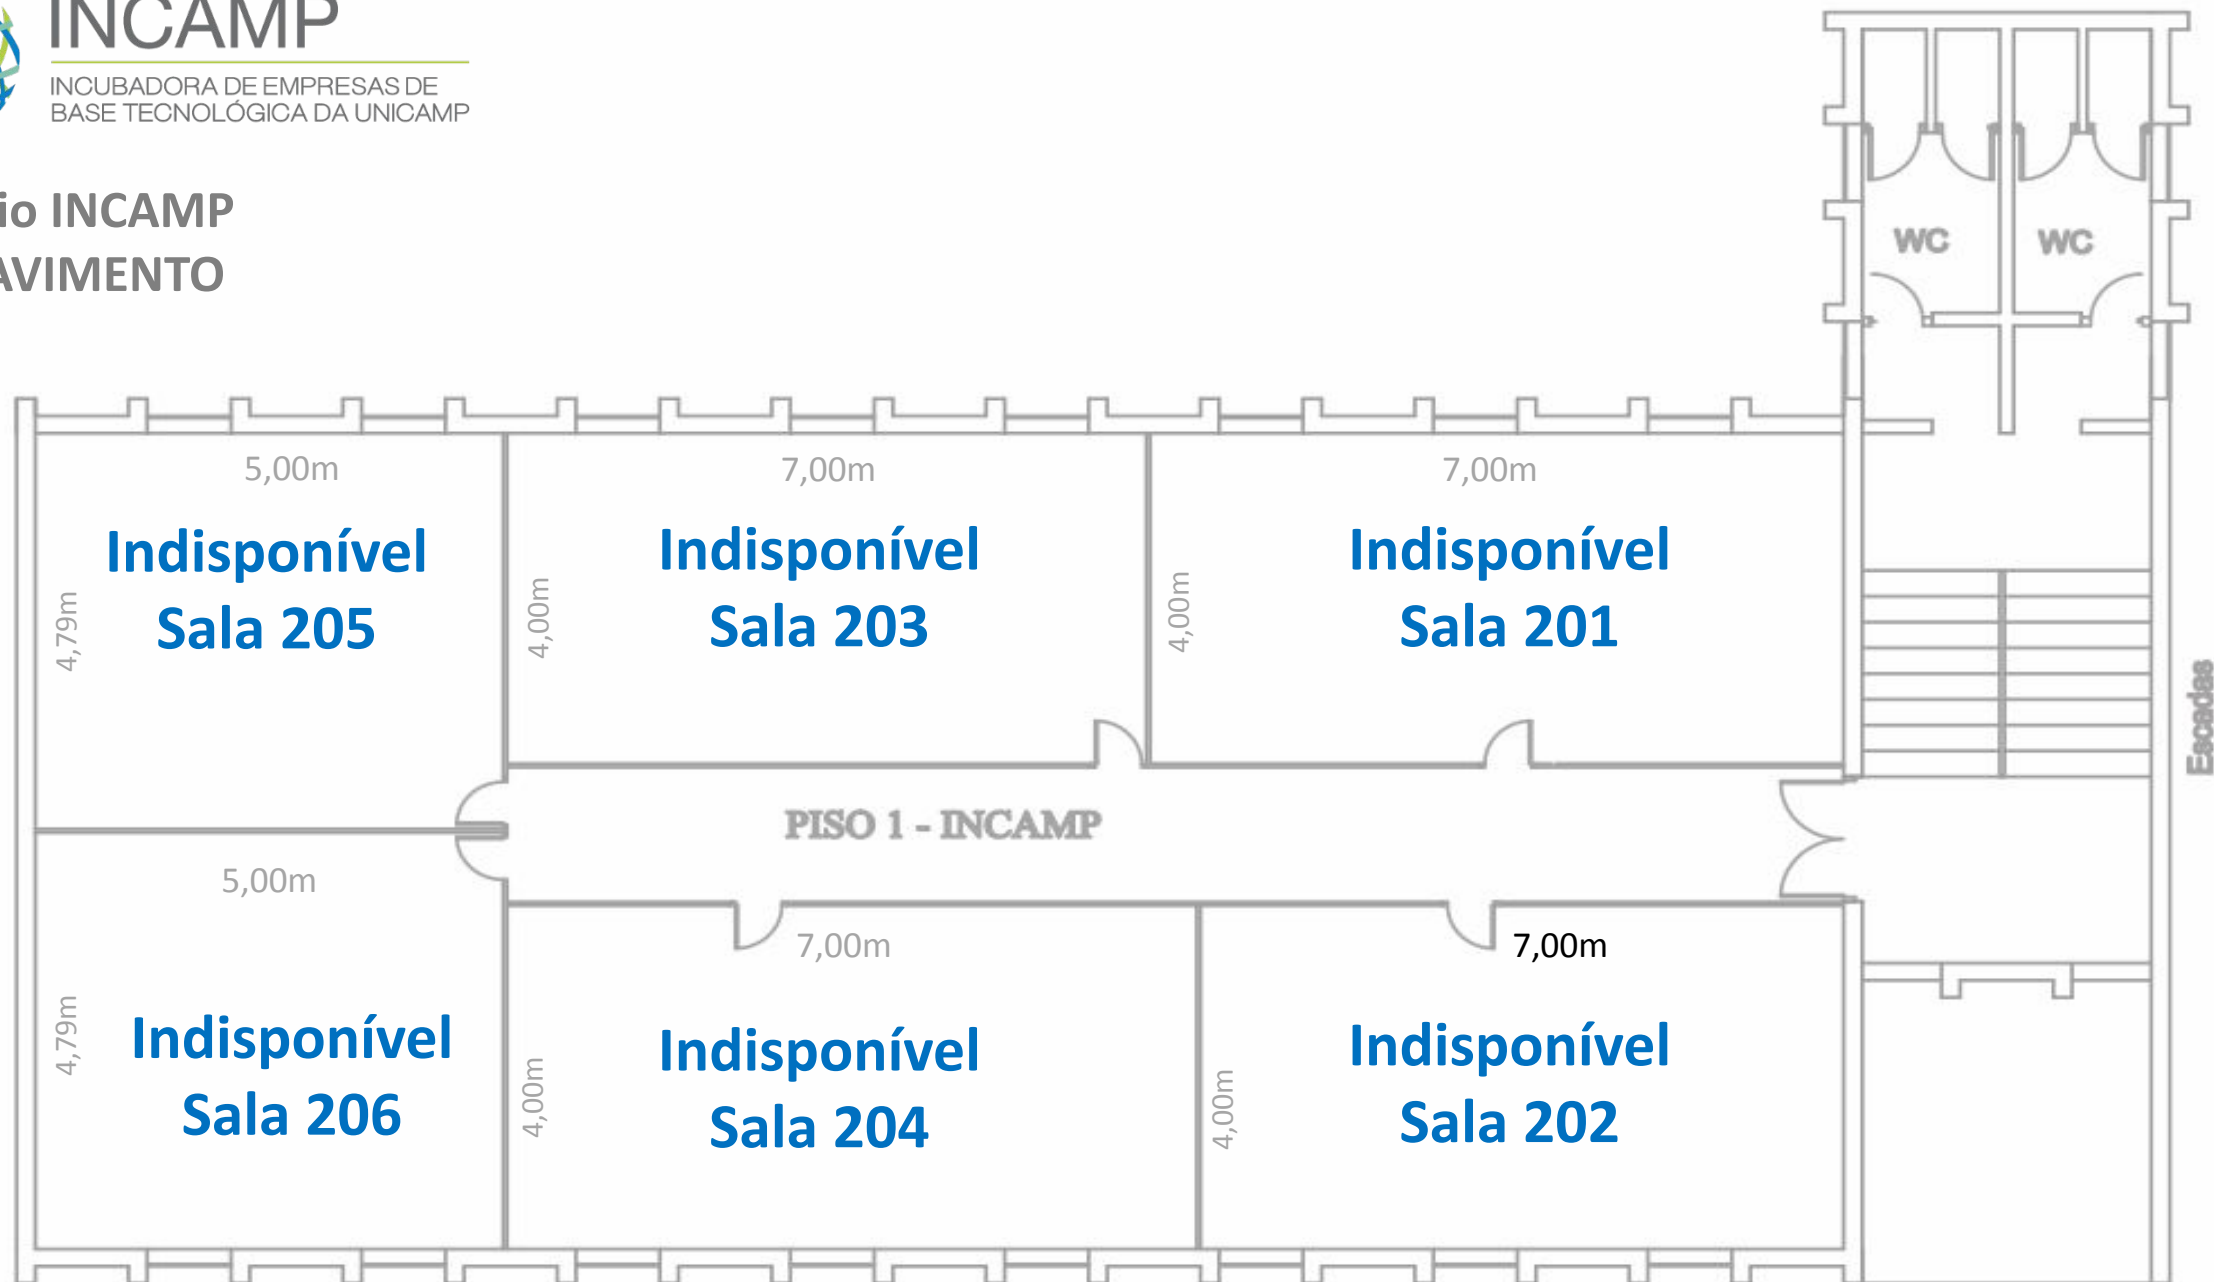 INCAMP
INCUBADORA DE EMPRESAS DE
BASE TECNOLÓGICA DA UNICAMP
io INCAMP
AVIMENTO
WC
WC
5,00m
7,00m
7,00m
Indisponível
Sala 205
Indisponível
Sala 203
Indisponível
Sala 201
4,79m
4,00m
4,00m
Escadas
PISO 1 - INCAMP
5,00m
7,00m
7,00m
Indisponível
Sala 206
Indisponível
Sala 204
Indisponível
Sala 202
4,79m
4,00m
4,00m